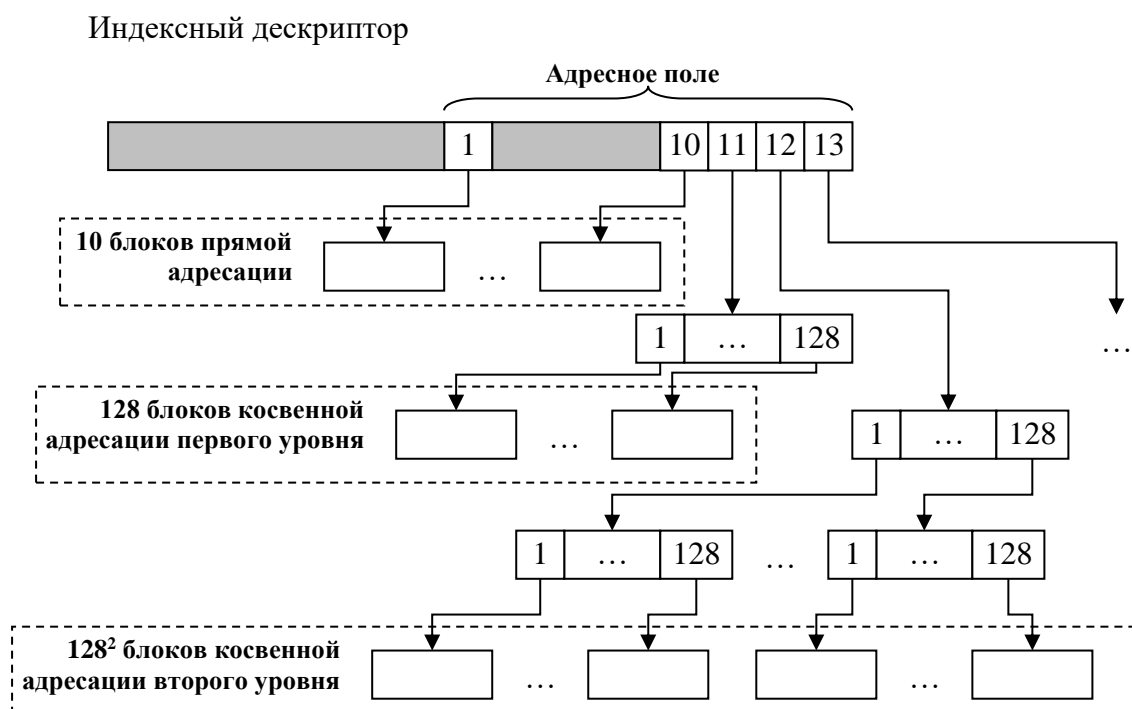 Индексный дескриптор
Адресное поле
1 10 11 12 13
10 блоков прямой
адресации
…
1 … 128
…
128 блоков косвенной
адресации первого уровня
…
1 … 128
1 … 128 … 1 … 128
128² блоков косвенной
адресации второго уровня
… …